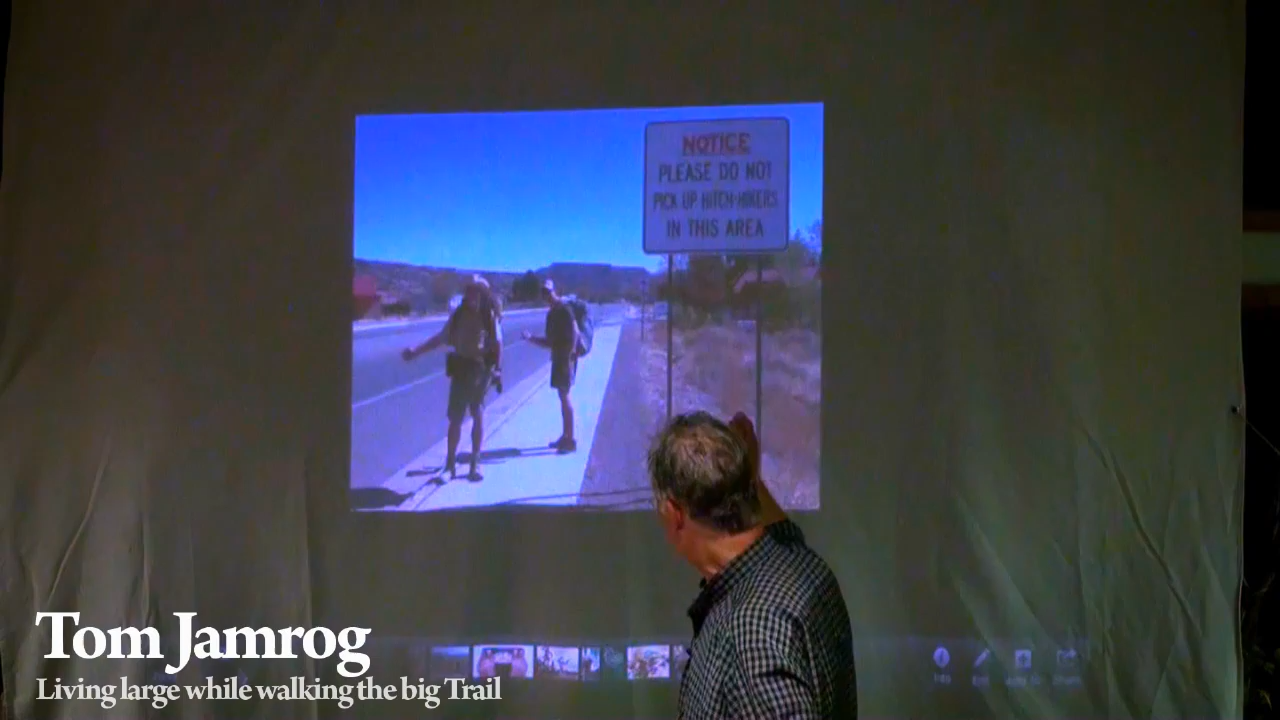 NOTICE
PLEASE DO NOT
PICK UP HITCH-HIKERS
IN THIS AREA
Tom Jamrog
Living large while walking the big Trail